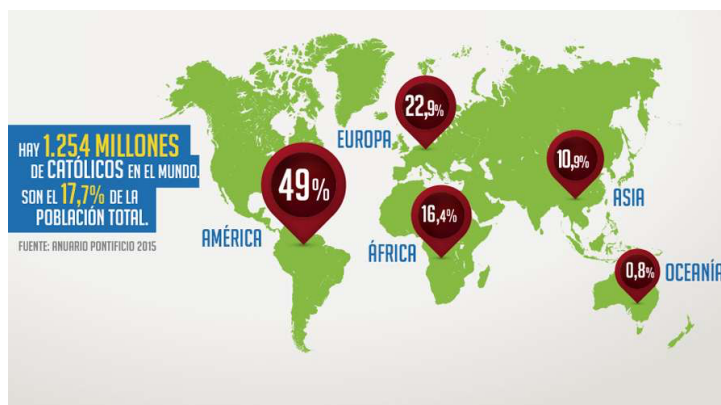 HAY 1.254 MILLONES
DE CATÓLICOS EN EL MUNDO.
SON EL 17,7% DE LA
POBLACIÓN TOTAL.
FUENTE: ANUARIO PONTIFICIO 2015
49%
AMÉRICA
22,9%
EUROPA
16,4%
ÁFRICA
10,9%
ASIA
0,8%
OCEANÍA